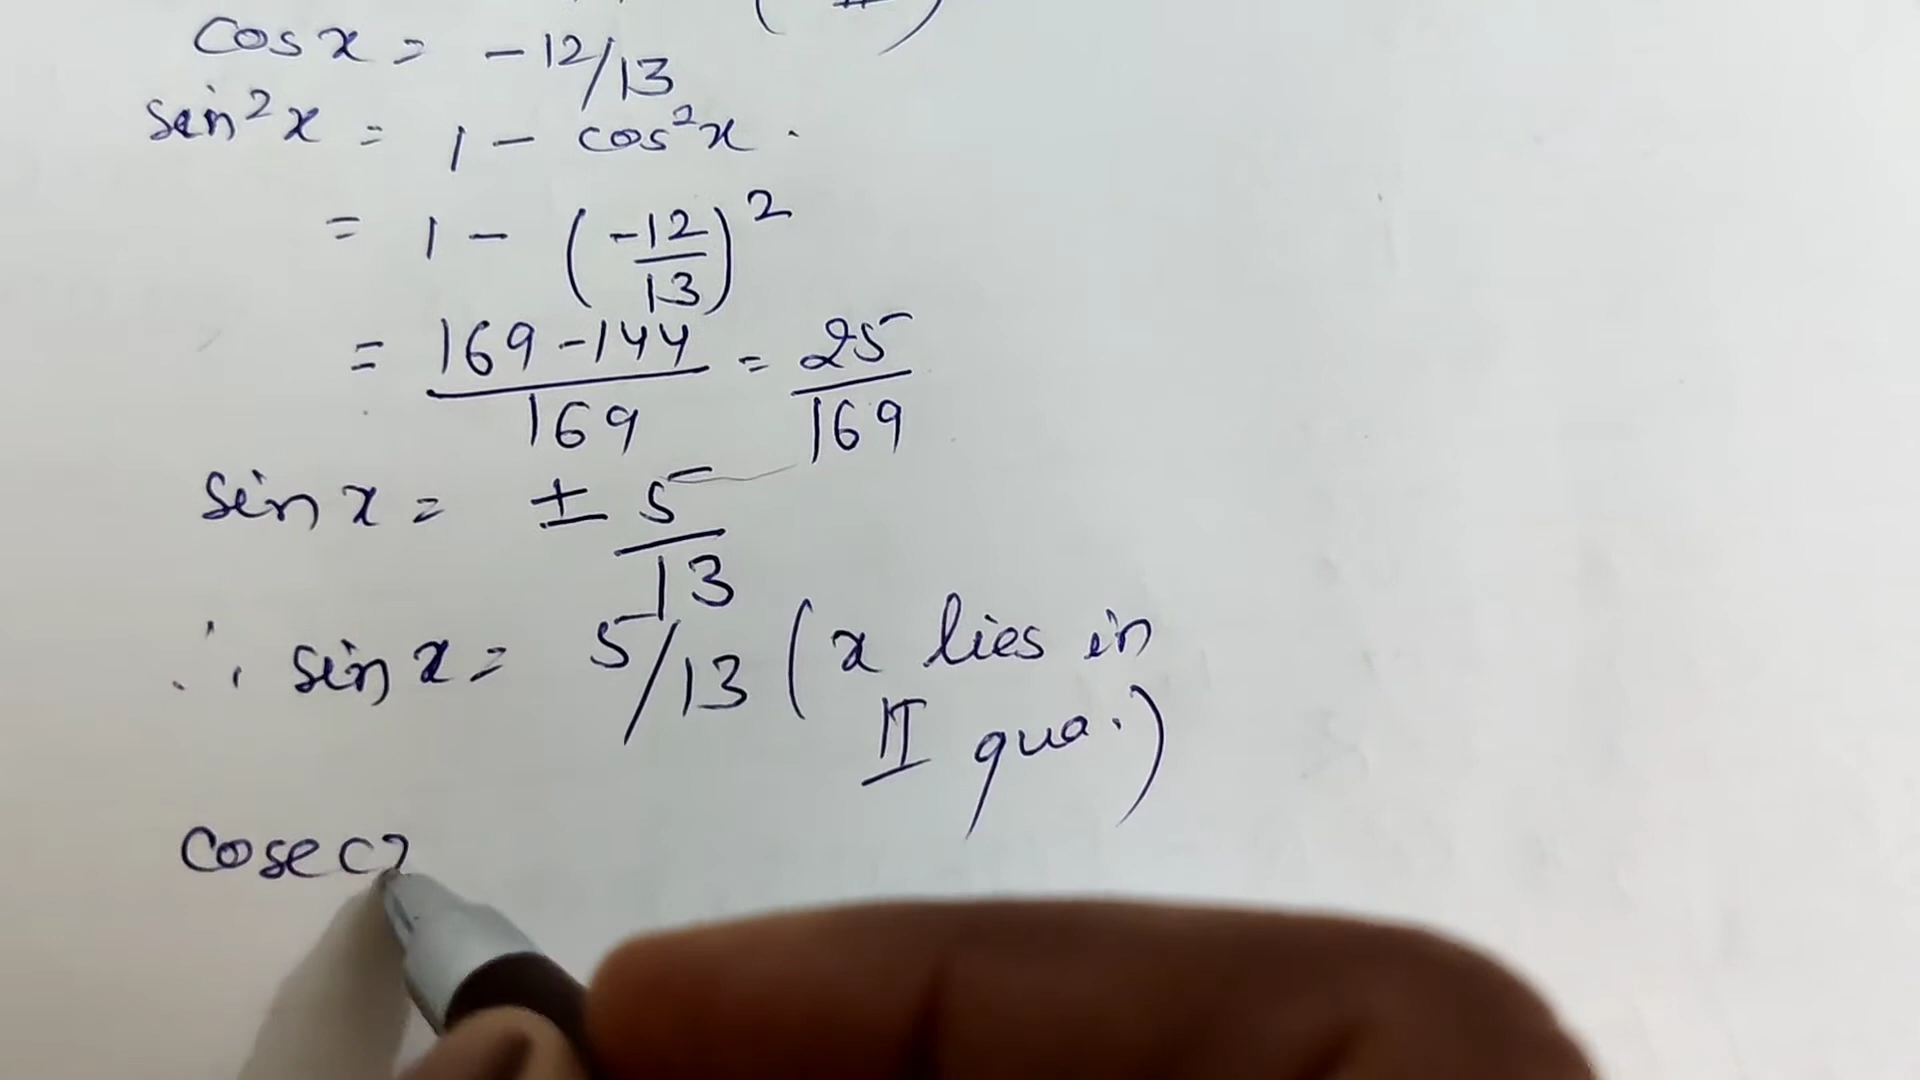 cos x = -12/13
sin²x = 1 - cos²x.
= 1 - (-12/13)²
= 169-144/169 = 25/169
sin x = ± 5/13
∴ sin x = 5/13 (x lies in
II qua.)
cosec